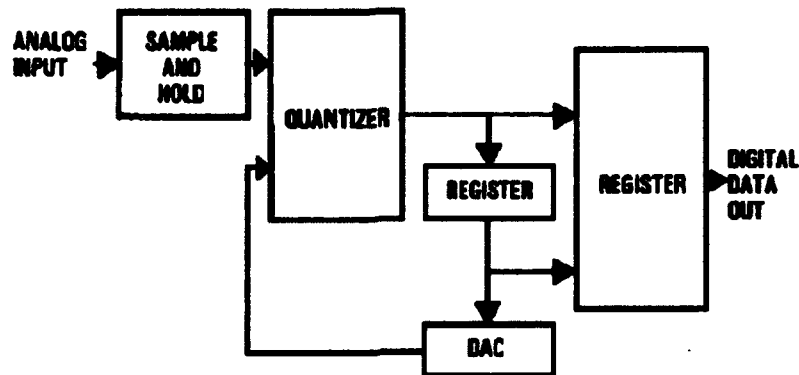 ANALOG
INPUT
SAMPLE
AND
HOLD
QUANTIZER
REGISTER
REGISTER
DIGITAL
DATA
OUT
DAC